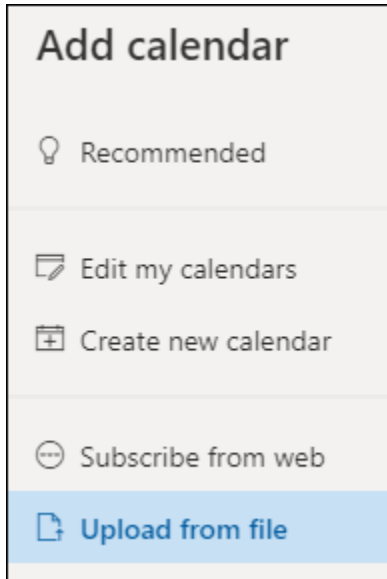 Add calendar
Recommended
Edit my calendars
Create new calendar
Subscribe from web
Upload from file